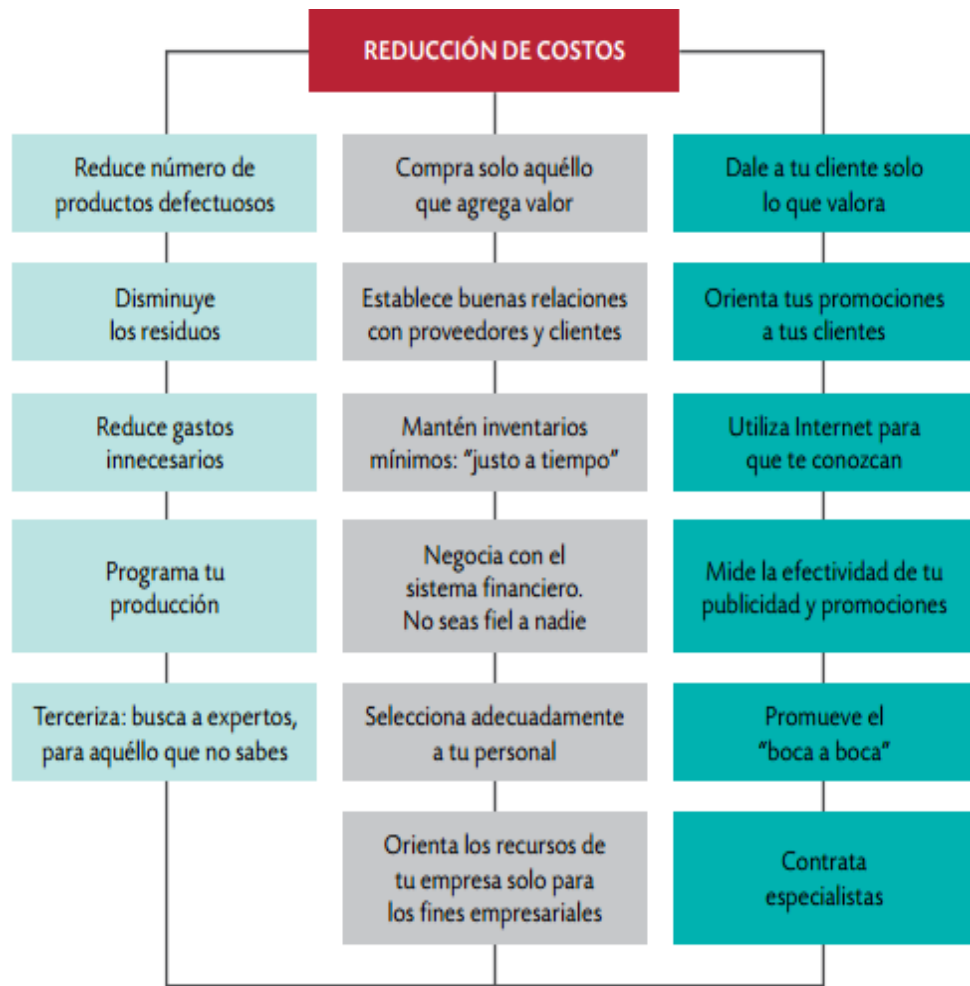 REDUCCIÓN DE COSTOS
Reduce número de
productos defectuosos
Disminuye
los residuos
Reduce gastos
innecesarios
Programa tu
producción
Terceriza: busca a expertos,
para aquéllo que no sabes
Compra solo aquéllo
que agrega valor
Establece buenas relaciones
con proveedores y clientes
Mantén inventarios
mínimos: “justo a tiempo”
Negocia con el
sistema financiero.
No seas fiel a nadie
Selecciona adecuadamente
a tu personal
Orienta los recursos de
tu empresa solo para
los fines empresariales
Dale a tu cliente solo
lo que valora
Orienta tus promociones
a tus clientes
Utiliza Internet para
que te conozcan
Mide la efectividad de tu
publicidad y promociones
Promueve el
“boca a boca”
Contrata
especialistas